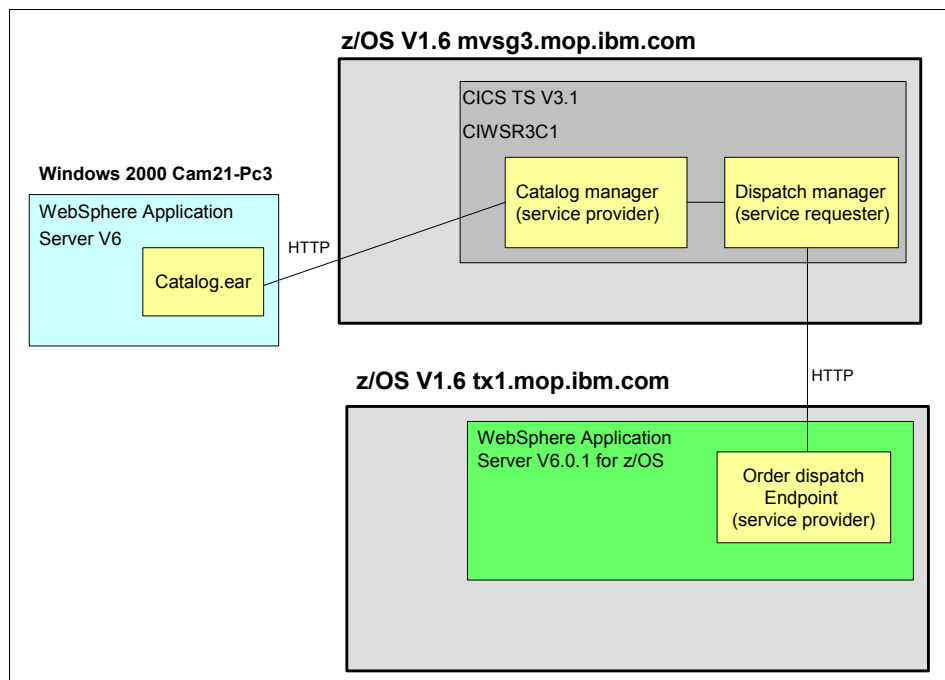 z/OS V1.6 mvsg3.mop.ibm.com
CICS TS V3.1
CIWSR3C1
Windows 2000 Cam21-Pc3
WebSphere Application
Server V6
Catalog.ear
HTTP
Catalog manager
(service provider)
Dispatch manager
(service requester)
HTTP
z/OS V1.6 tx1.mop.ibm.com
WebSphere Application
Server V6.0.1 for z/OS
Order dispatch
Endpoint
(service provider)